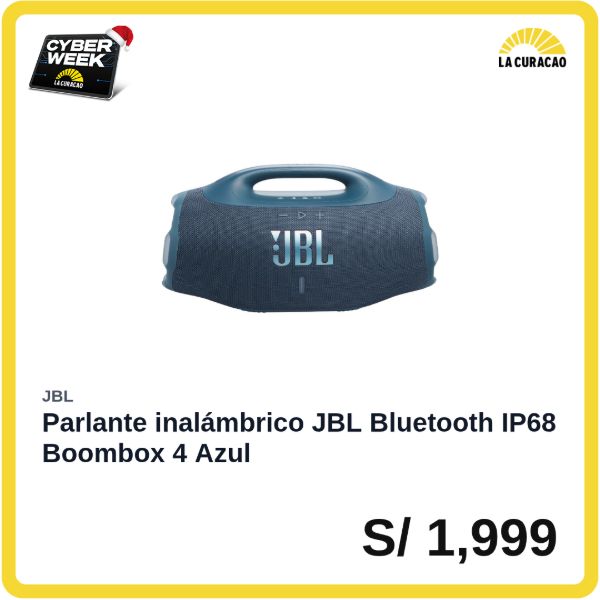 CYBER
WEEK
LA CURACAO
LA CURACAO
JBL
JBL
Parlante inalámbrico JBL Bluetooth IP68
Boombox 4 Azul
S/ 1,999